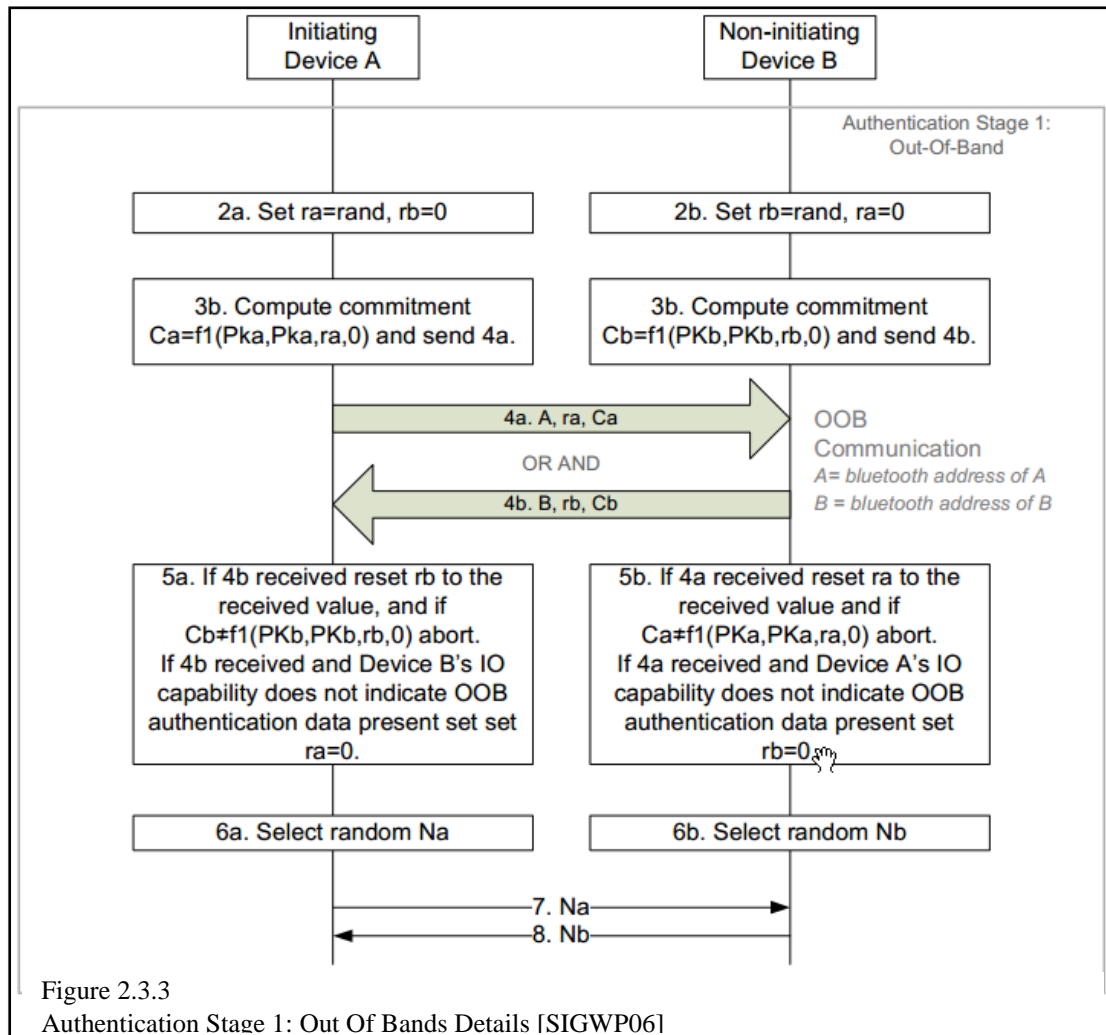 Initiating
Device A
Non-initiating
Device B
Authentication Stage 1:
Out-Of-Band
2a. Set ra=rand, rb=0
2b. Set rb=rand, ra=0
3b. Compute commitment
Ca=f1(Pka,Pka,ra,0) and send 4a.
3b. Compute commitment
Cb=f1(PKb,PKb,rb,0) and send 4b.
4a. A, ra, Ca
OR AND
4b. B, rb, Cb
OOB
Communication
A= bluetooth address of A
B = bluetooth address of B
5a. If 4b received reset rb to the
received value, and if
Cb≠f1(PKb,PKb,rb,0) abort.
If 4b received and Device B's IO
capability does not indicate OOB
authentication data present set set
ra=0.
5b. If 4a received reset ra to the
received value and if
Ca≠f1(PKa,PKa,ra,0) abort.
If 4a received and Device A's IO
capability does not indicate OOB
authentication data present set
rb=0
6a. Select random Na
6b. Select random Nb
7. Na
8. Nb
Figure 2.3.3
Authentication Stage 1: Out Of Bands Details [SIGWP06]